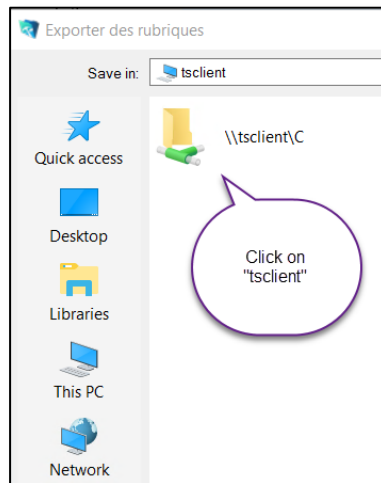 Exporter des rubriques
Save in:
tsclient
Quick access
\\tsclient\C
Desktop
Click on
"tsclient"
Libraries
This PC
Network